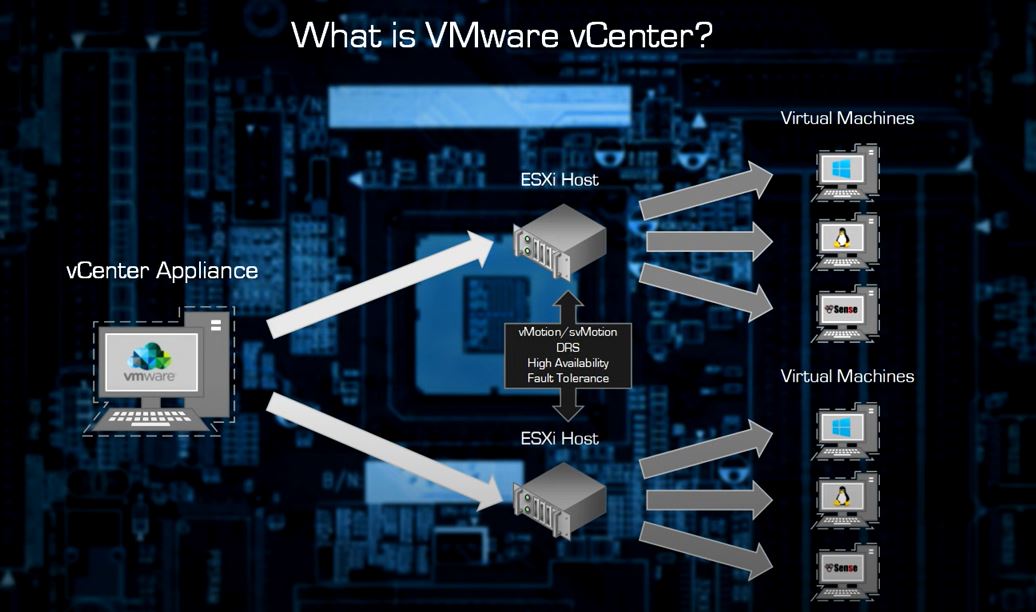 What is VMware vCenter?
S/N:
Virtual Machines
ESXi Host
vCenter Appliance
vmware
Sense
vMotion/svMotion
DRS
High Availability
Fault Tolerance
Virtual Machines
ESXi Host
B/N:
Sense